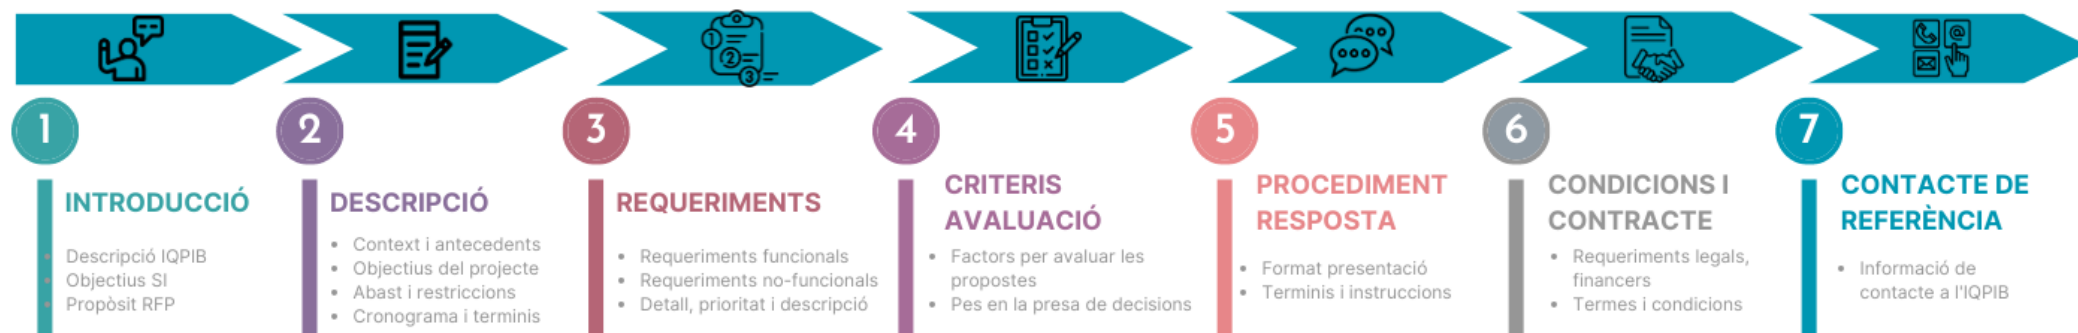 1
INTRODUCCIÓ
• Descripció IQPIB
• Objectius SI
• Propòsit RFP
2
DESCRIPCIÓ
• Context i antecedents
• Objectius del projecte
• Abast i restriccions
• Cronograma i terminis
3
REQUERIMENTS
• Requeriments funcionals
• Requeriments no-funcionals
• Detall, prioritat i descripció
4
CRITERIS
AVALUACIÓ
• Factors per avaluar les
propostes
• Pes en la presa de decisions
5
PROCEDIMENT
RESPOSTA
• Format presentació
• Terminis i instruccions
6
CONDICIONS I
CONTRACTE
• Requeriments legals,
financers
• Termes i condicions
7
CONTACTE DE
REFERÈNCIA
• Informació de
contacte a l'IQPIB
1
2
3
@